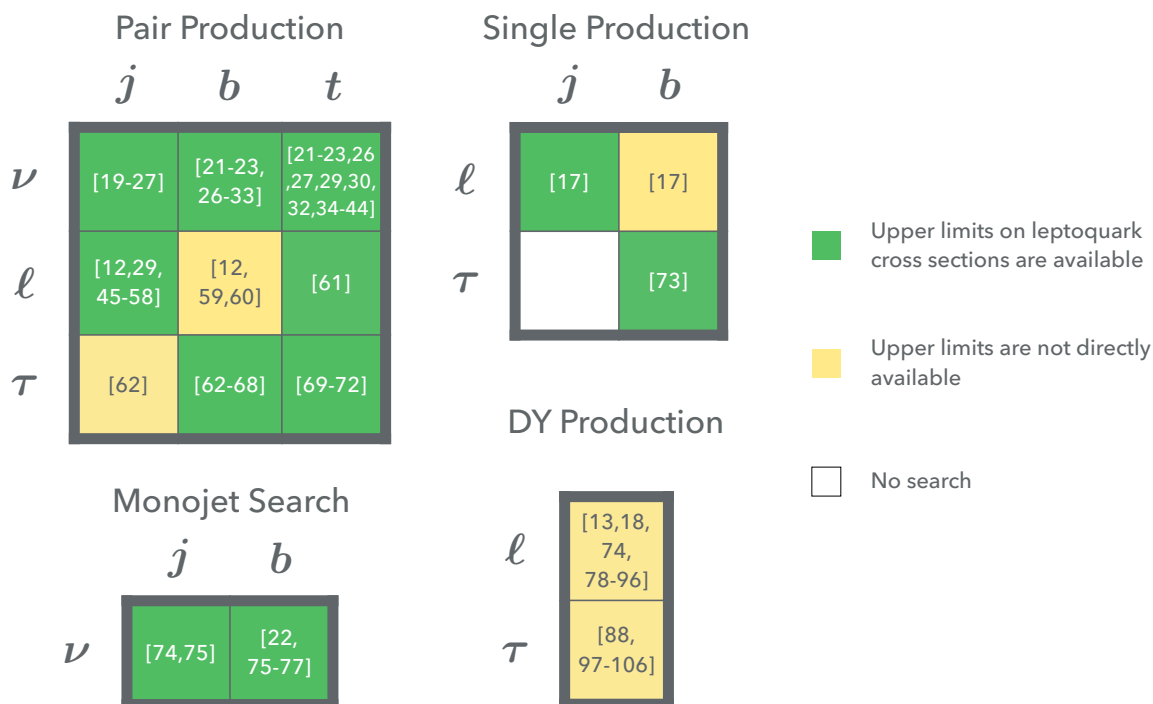 Pair Production
j b t
ν [19-27] [21-23, [21-23,26
26-33] ,27,29,30,
32,34-44]
ℓ [12,29, [12, [61]
45-58] 59,60]
τ [62] [62-68] [69-72]
Single Production
j b
ℓ [17] [17]
τ [73]
Upper limits on leptoquark
cross sections are available
Upper limits are not directly
available
No search
Monojet Search
j b
ν [74,75] [22,
75-77]
DY Production
ℓ [13,18,
74,
78-96]
τ [88,
97-106]